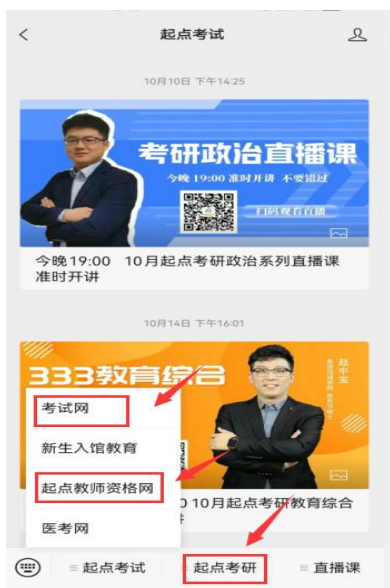 起点考试
10月10日 下午14:25
考研政治直播课
今晚 19:00 准时开讲 不要错过
扫码观看直播
今晚19:00 10月起点考研政治系列直播课
准时开讲
10月14日 下午16:01
333教育综合
赵中宝
考试网
新生入馆教育
起点教师资格网
0 10月起点考研教育综合
医考网
起点考试
起点考研
直播课